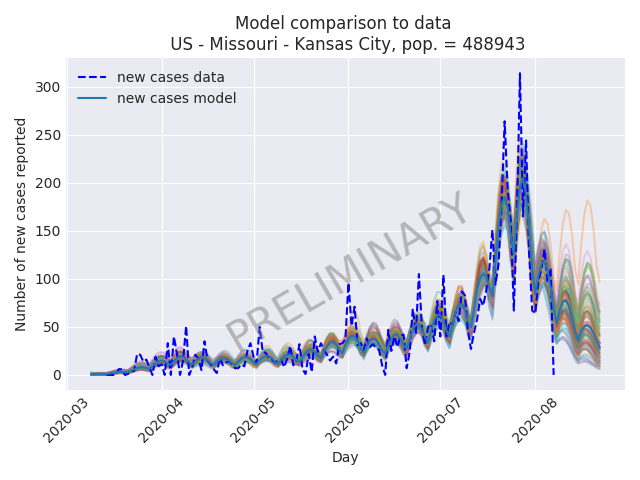 Model comparison to data
US - Missouri - Kansas City, pop. = 488943
new cases data
new cases model
Number of new cases reported
300
250
200
150
100
50
0
PRELIMINARY
2020-03
2020-04
2020-05
2020-06
2020-07
2020-08
Day